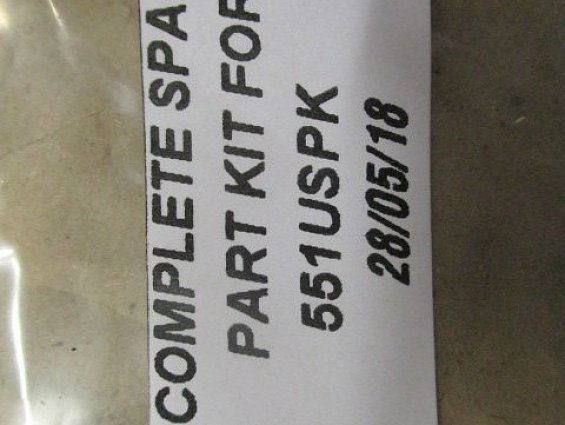 COMPLETE SPA
PART KIT FOR
551USPK
28/05/18